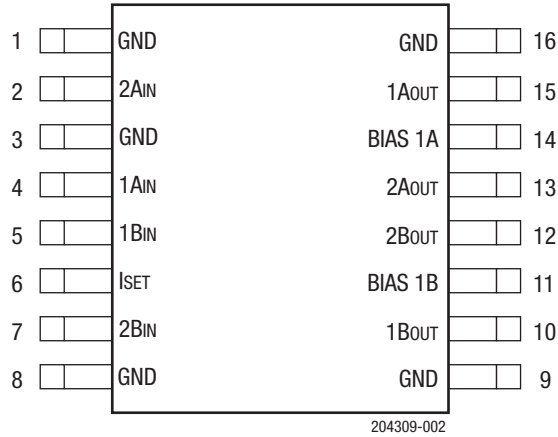 1 GND GND 16
2 2AIN 1AOUT 15
3 GND BIAS 1A 14
4 1AIN 2AOUT 13
5 1BIN 2BOUT 12
6 ISET BIAS 1B 11
7 2BIN 1BOUT 10
8 GND GND 9
204309-002